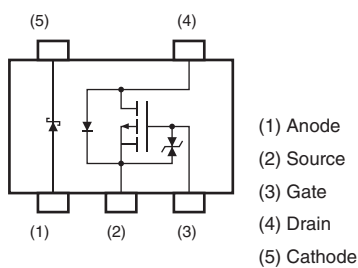 (5) (4)
(1) Anode
(2) Source
(3) Gate
(4) Drain
(5) Cathode
(1) (2) (3)